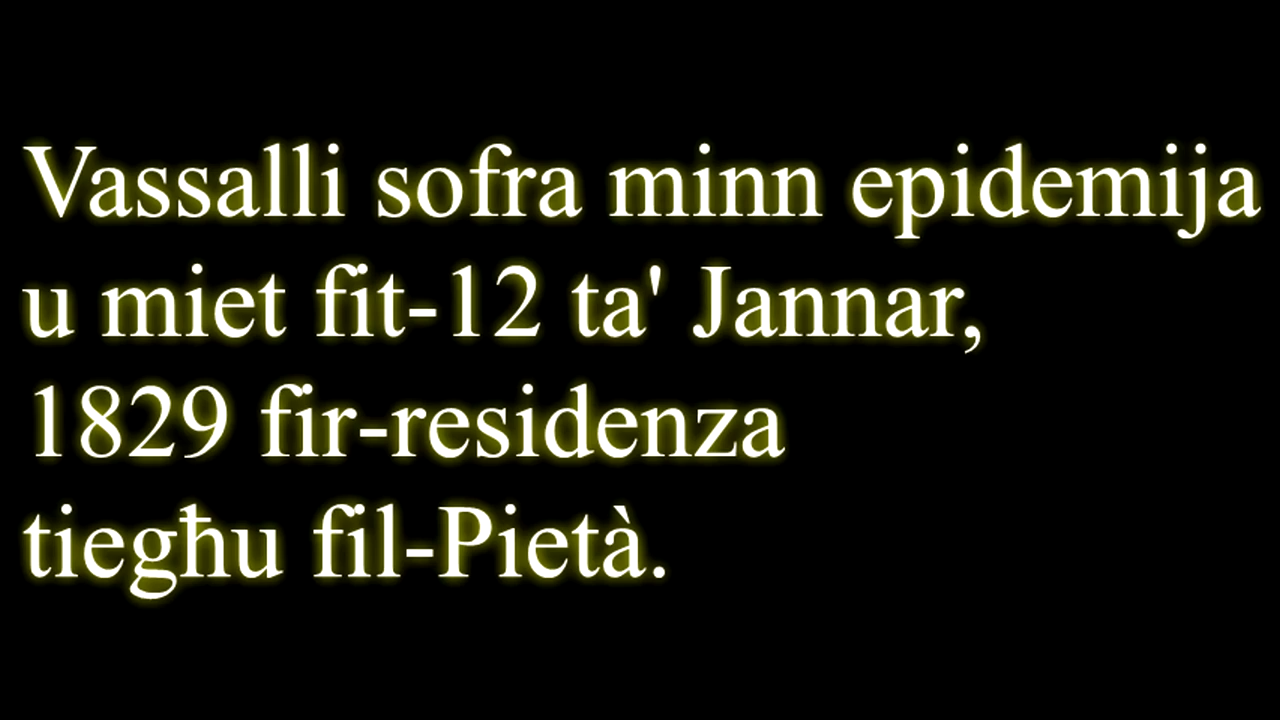 Vassalli sofra minn epidemija
u miet fit-12 ta' Jannar,
1829 fir-residenza
tiegħu fil-Pietà.